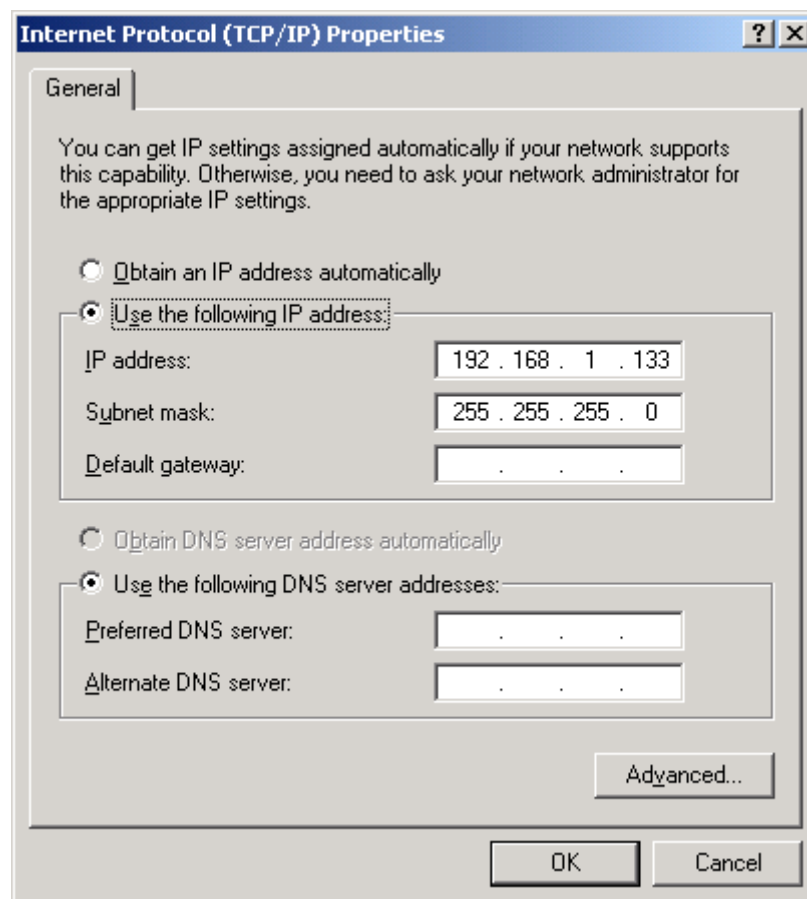 Internet Protocol (TCP/IP) Properties
General
You can get IP settings assigned automatically if your network supports
this capability. Otherwise, you need to ask your network administrator for
the appropriate IP settings.
Obtain an IP address automatically
Use the following IP address:
IP address: 192 . 168 . 1 . 133
Subnet mask: 255 . 255 . 255 . 0
Default gateway: . . .
Obtain DNS server address automatically
Use the following DNS server addresses:
Preferred DNS server: . . .
Alternate DNS server: . . .
Advanced...
OK Cancel